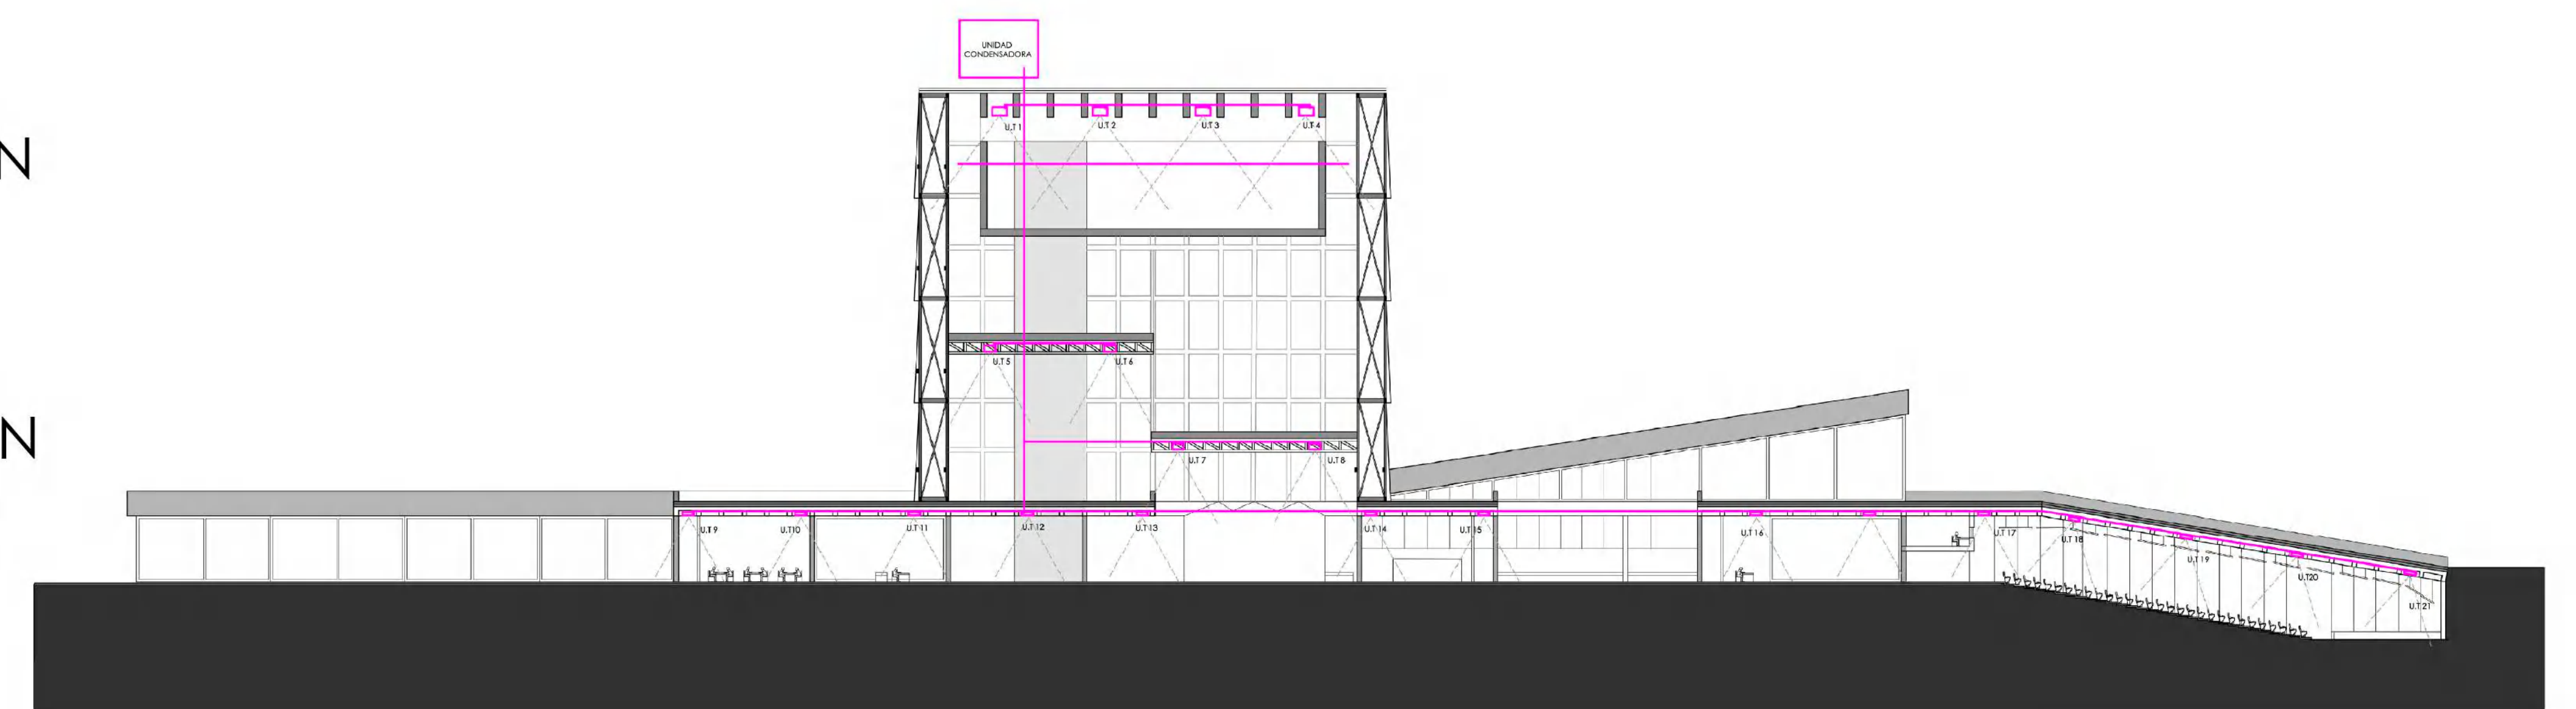 UNIDAD
CONDENSADORA
U.T 1
U.T 2
U.T 3
U.T 4
N
U.T 5
U.T 6
N
U.T 7
U.T 8
U.T 9
U.T10
U.T 11
U.T 12
U.T 13
U.T 14
U.T 15
U.T 16
U.T 17
U.T 18
U.T 19
U.T20
U.T 21